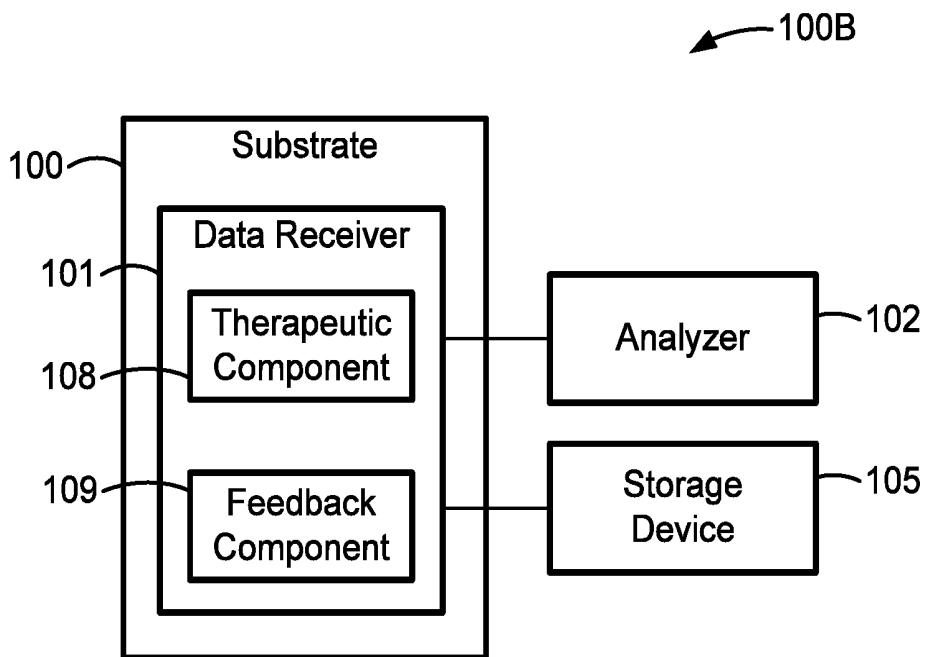 100B
100
Substrate
101
Data Receiver
Therapeutic
Component
108
Analyzer
102
109
Feedback
Component
Storage
Device
105